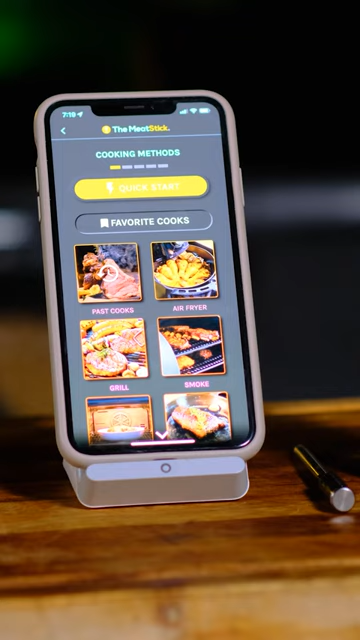 7:19
The MeatStick.
COOKING METHODS
QUICK START
FAVORITE COOKS
PAST COOKS
AIR FRYER
GRILL
SMOKE